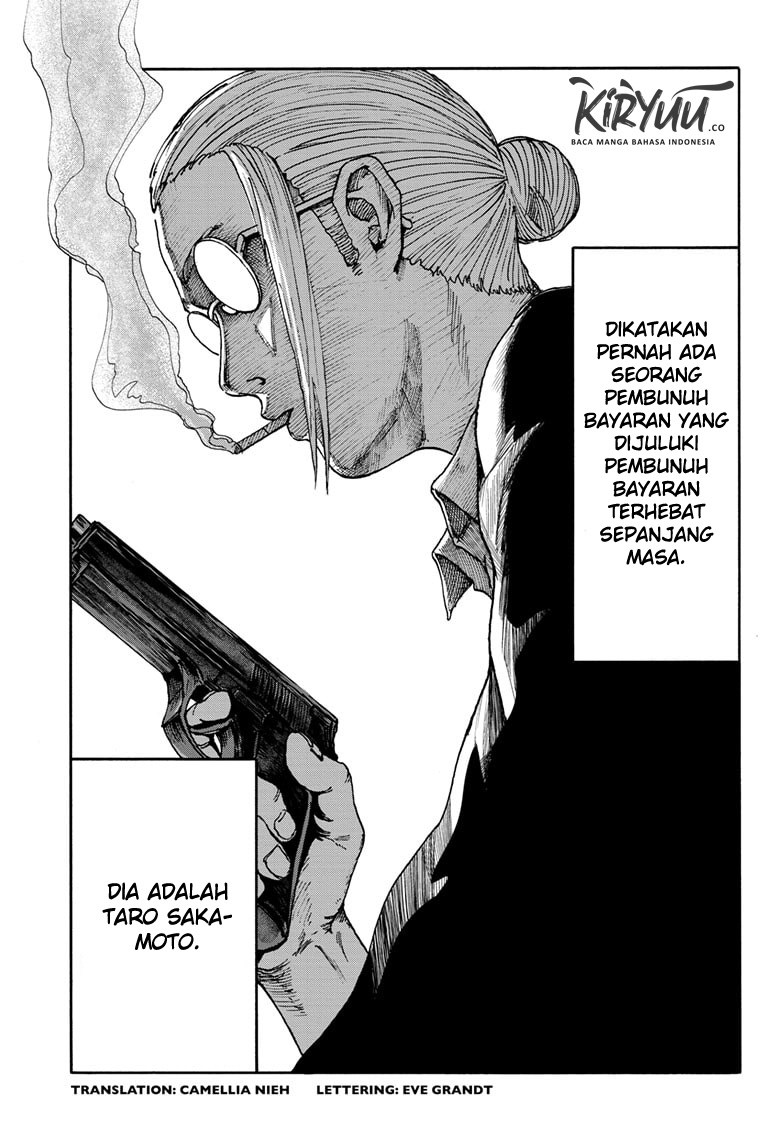 KIRYUU.CO
BACA MANGA BAHASA INDONESIA
DIKATAKAN
PERNAH ADA
SEORANG
PEMBUNUH
BAYARAN YANG
DIJULUKI
PEMBUNUH
BAYARAN
TERHEBAT
SEPANJANG
MASA.
DIA ADALAH
TARO SAKA-
MOTO.
TRANSLATION: CAMELLIA NIEH LETTERING: EVE GRANDT